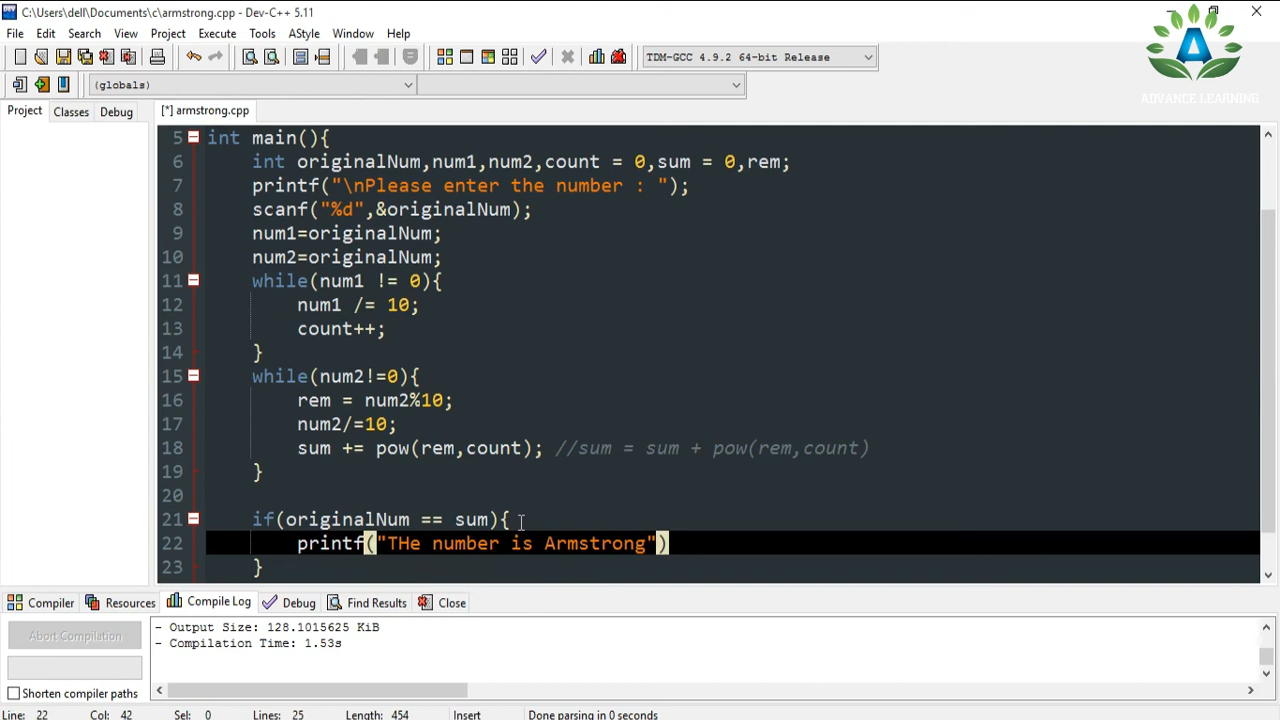 C:\Users\dell\Documents\c\armstrong.cpp - Dev-C++ 5.11
File Edit Search View Project Execute Tools AStyle Window Help
TDM-GCC 4.9.2 64-bit Release
(globals)
ADVANCE LEARNING
Project Classes Debug [*] armstrong.cpp
5 int main(){
6 int originalNum,num1,num2,count = 0,sum = 0,rem;
7 printf("\nPlease enter the number : ");
8 scanf("%d",&originalNum);
9 num1=originalNum;
10 num2=originalNum;
11 while(num1 != 0){
12 num1 /= 10;
13 count++;
14 }
15 while(num2!=0){
16 rem = num2%10;
17 num2/=10;
18 sum += pow(rem,count); //sum = sum + pow(rem,count)
19 }
20
21 if(originalNum == sum){
22 printf("THe number is Armstrong")
23 }
Compiler Resources Compile Log Debug Find Results Close
Abort Compilation
Shorten compiler paths
- Output Size: 128.1015625 KiB
- Compilation Time: 1.53s
Line: 22 Col: 42 Sel: 0 Lines: 25 Length: 454 Insert Done parsing in 0 seconds